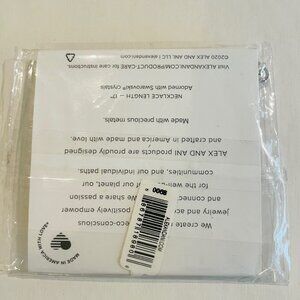 We create eco-conscious
jewelry and positively empower
and connect We share a passion
for the of our planet, our
communities, and our individual paths.
ALEX AND ANI products are proudly designed
and crafted in America and made with love.
Made with precious metals.
NECKLACE LENGTH — 17"
Adorned with Swarovski® Crystals
Visit ALEXANDANI.COM/PRODUCT-CARE for care instructions.
©2020 ALEX AND ANI, LLC | alexandani.com
MADE IN AMERICA WITH LOVE®